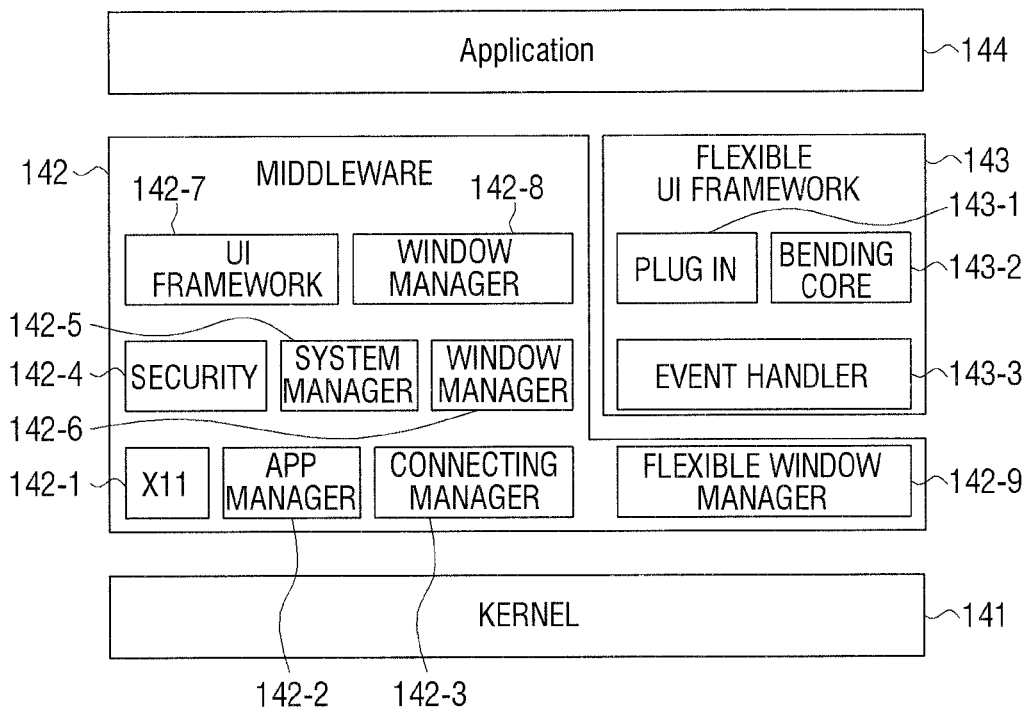 Application
144
142
MIDDLEWARE
142-7
142-8
FLEXIBLE
UI FRAMEWORK
143
143-1
UI
FRAMEWORK
WINDOW
MANAGER
PLUG IN
BENDING
CORE
143-2
142-5
142-4
SECURITY
SYSTEM
MANAGER
WINDOW
MANAGER
EVENT HANDLER
143-3
142-6
142-1
X11
APP
MANAGER
CONNECTING
MANAGER
FLEXIBLE WINDOW
MANAGER
142-9
KERNEL
141
142-2
142-3